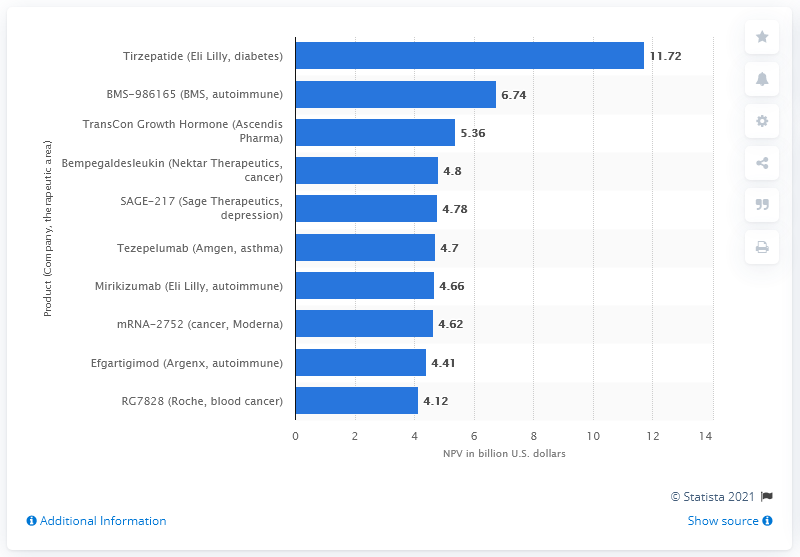 Product (Company, therapeutic area)
Tirzepatide (Eli Lilly, diabetes)
11.72
BMS-986165 (BMS, autoimmune)
6.74
TransCon Growth Hormone (Ascendis
Pharma)
5.36
Bempegaldesleukin (Nektar Therapeutics,
cancer)
4.8
SAGE-217 (Sage Therapeutics,
depression)
4.78
Tezepelumab (Amgen, asthma)
4.7
Mirikizumab (Eli Lilly, autoimmune)
4.66
mRNA-2752 (cancer, Moderna)
4.62
Efgartigimod (Argenx, autoimmune)
4.41
RG7828 (Roche, blood cancer)
4.12
0 2 4 6 8 10 12 14
NPV in billion U.S. dollars
© Statista 2021
Additional Information
Show source